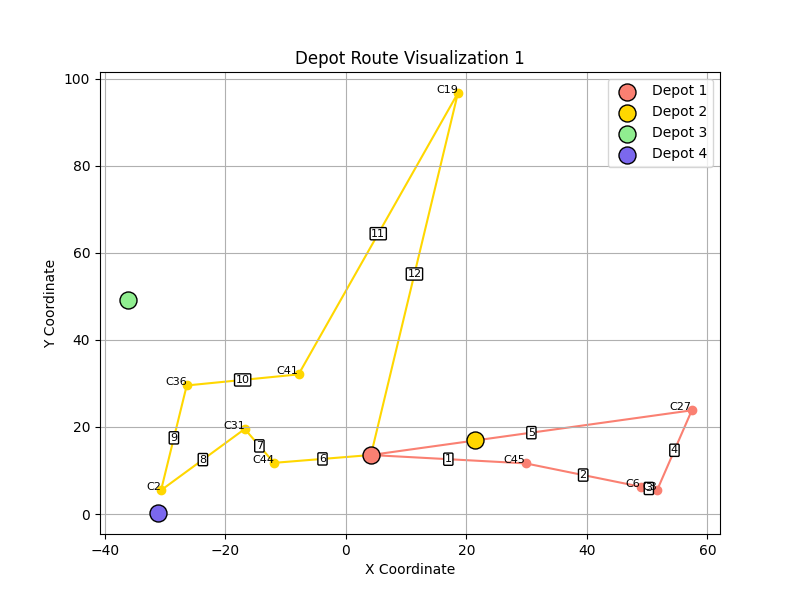 Depot Route Visualization 1
100
80
60
40
20
0
Y Coordinate
−40
−20
0
20
40
60
X Coordinate
Depot 1
Depot 2
Depot 3
Depot 4
C19
11
12
C41
C36
10
C27
5
C31
9
7
8
C44
6
1
C45
4
2
C2
C6
3